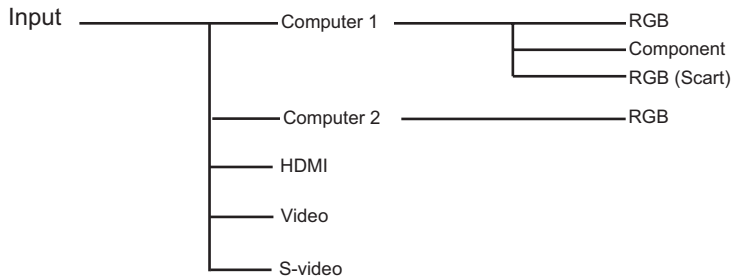 Input
Computer 1
RGB
Component
RGB (Scart)
Computer 2
RGB
HDMI
Video
S-video